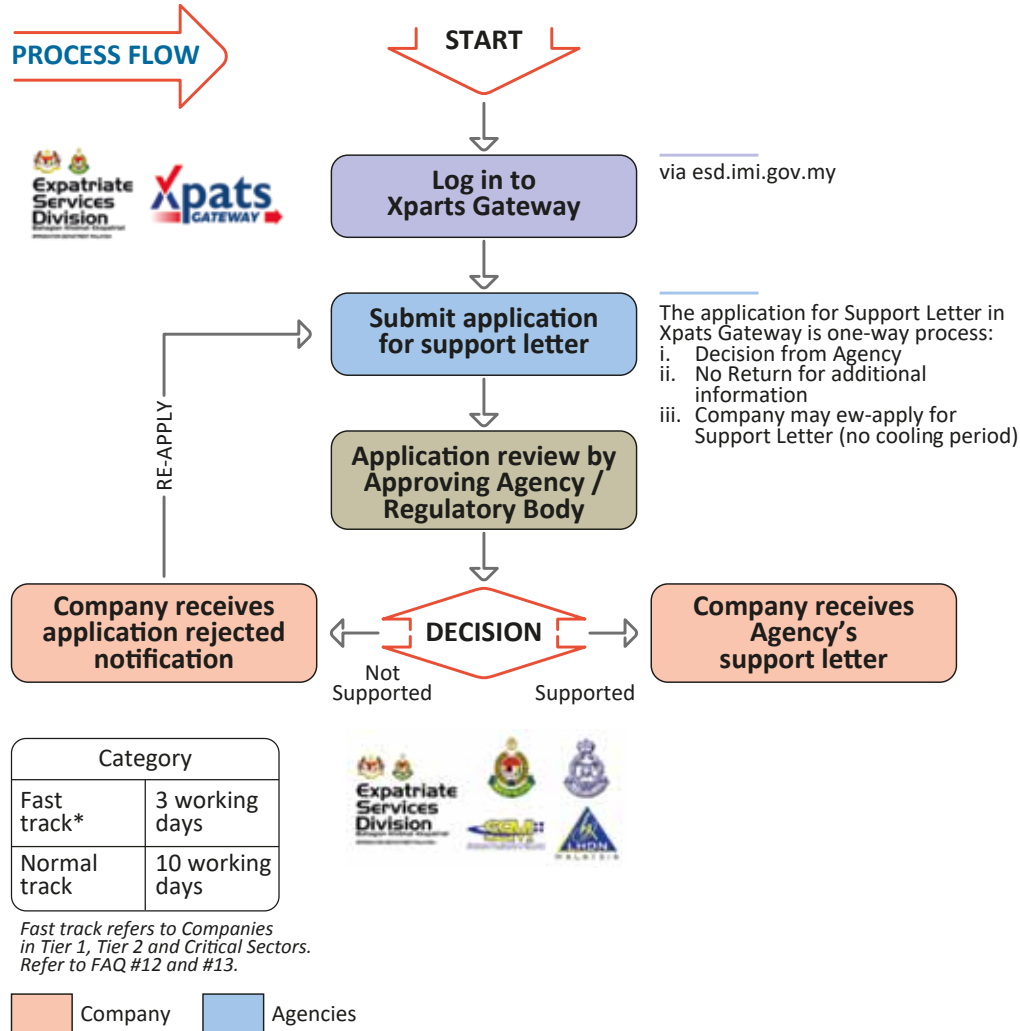 PROCESS FLOW
START
Expatriate
Services
Division
Xpats
GATEWAY
Log in to
Xparts Gateway
via esd.imi.gov.my
Submit application
for support letter
The application for Support Letter in
Xpats Gateway is one-way process:
i. Decision from Agency
ii. No Return for additional
information
iii. Company may ew-apply for
Support Letter (no cooling period)
RE-APPLY
Application review by
Approving Agency /
Regulatory Body
Company receives
application rejected
notification
DECISION
Company receives
Agency’s
support letter
Not
Supported
Supported
Category
Fast
track*
3 working
days
Normal
track
10 working
days
Fast track refers to Companies
in Tier 1, Tier 2 and Critical Sectors.
Refer to FAQ #12 and #13.
Expatriate
Services
Division
LHDN
MALAYSIA
Company
Agencies